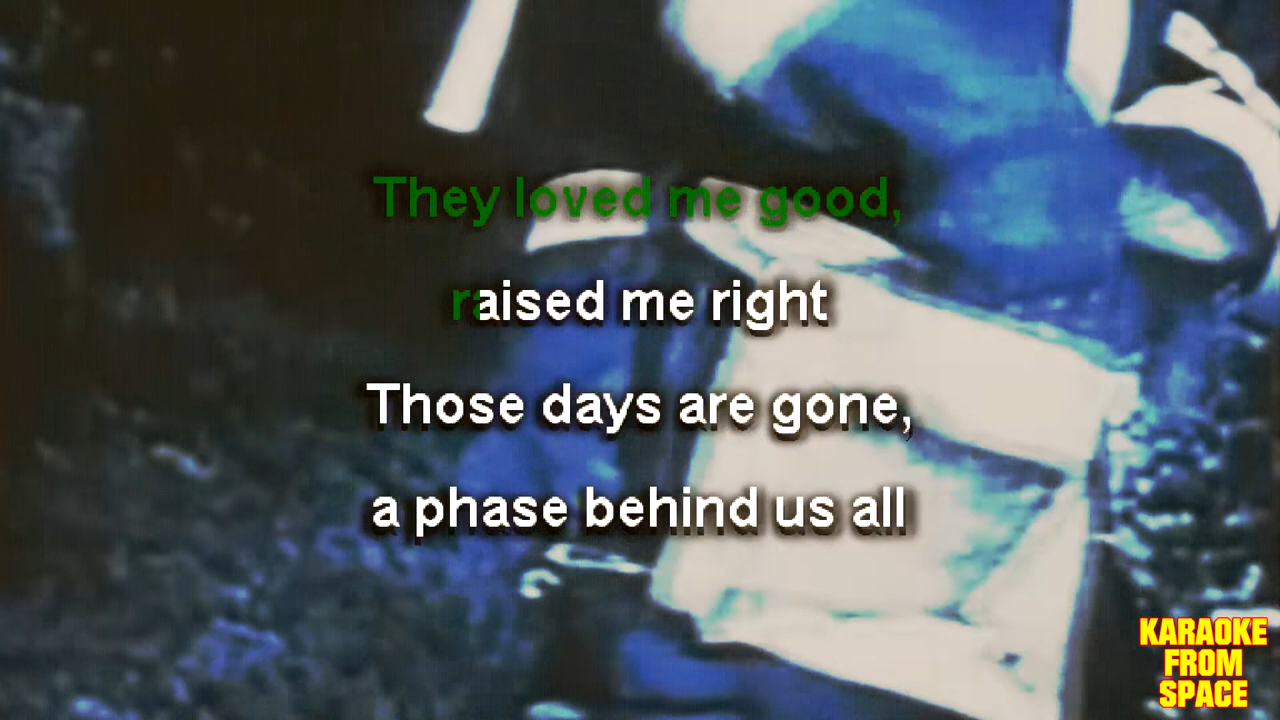 They loved me good,
raised me right
Those days are gone,
a phase behind us all
KARAOKE
FROM
SPACE